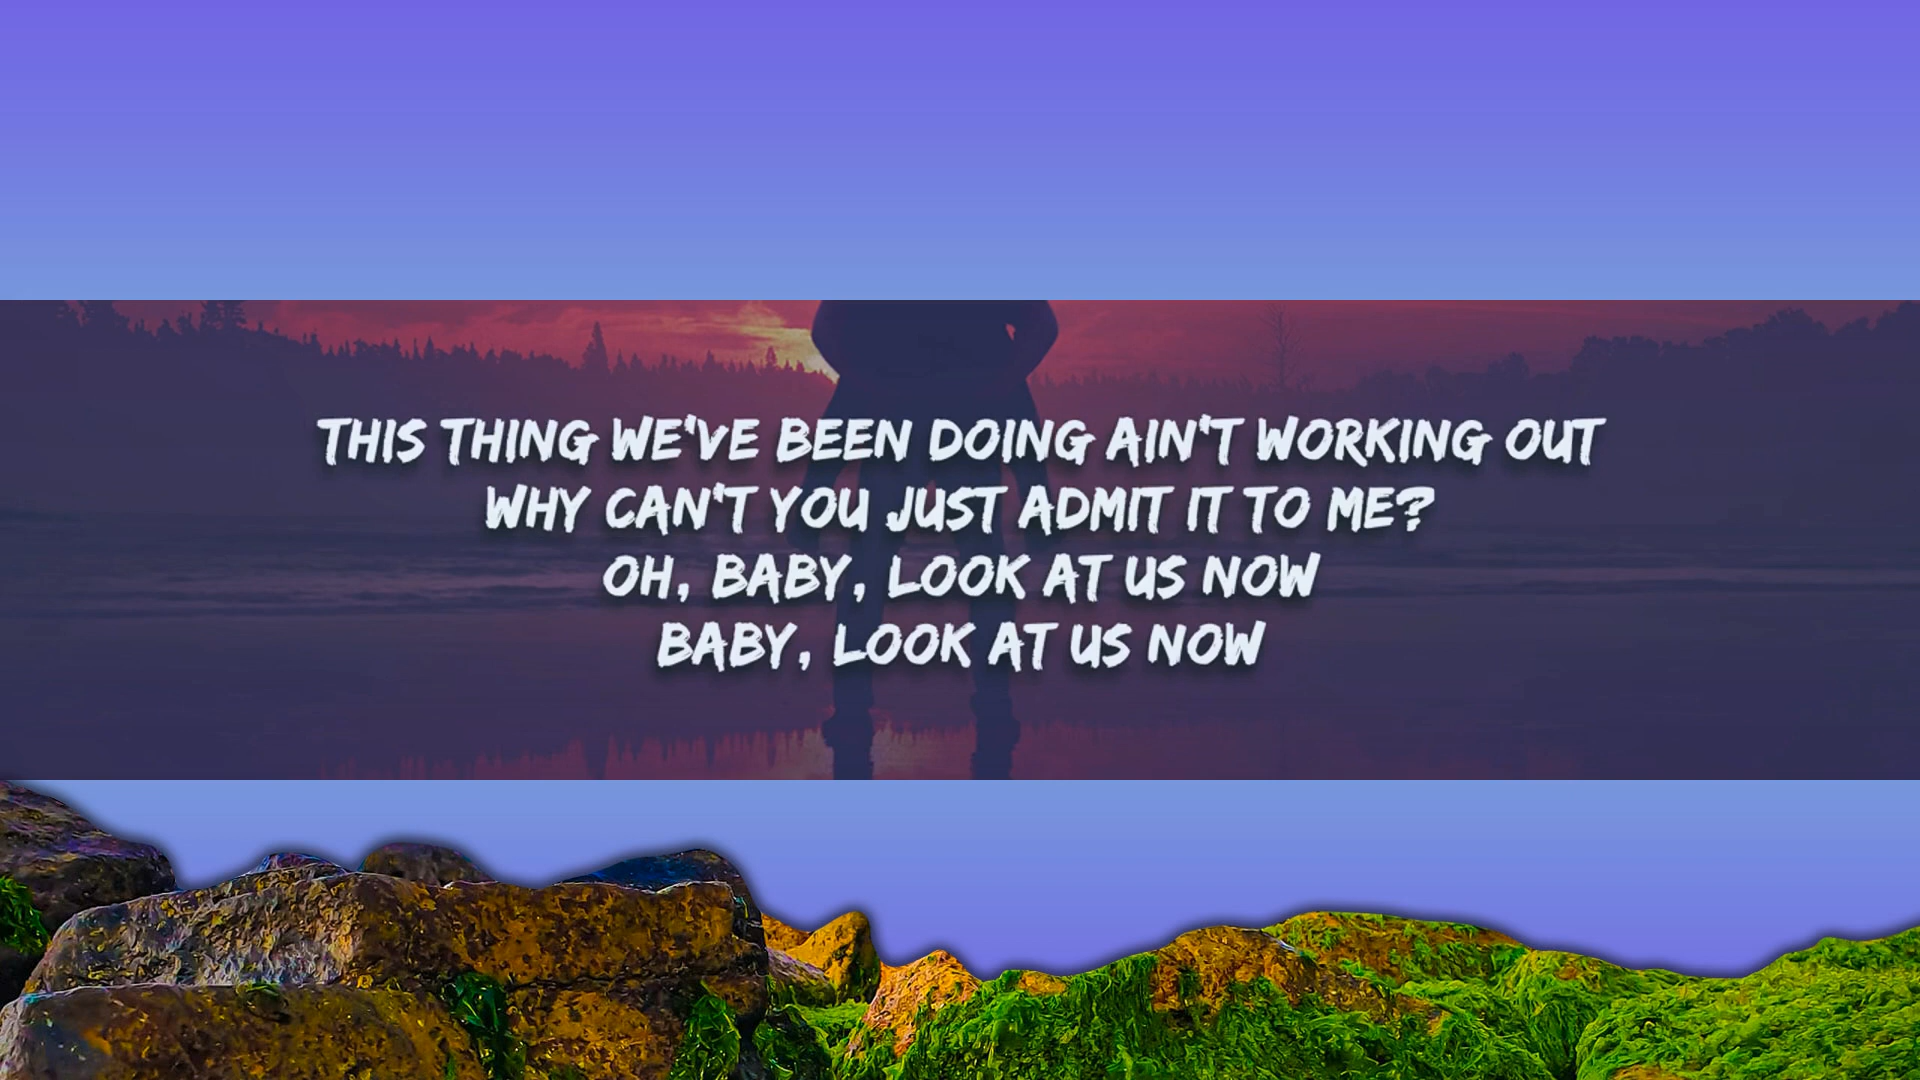 THIS THING WE'VE BEEN DOING AIN'T WORKING OUT
WHY CAN'T YOU JUST ADMIT IT TO ME?
OH, BABY, LOOK AT US NOW
BABY, LOOK AT US NOW